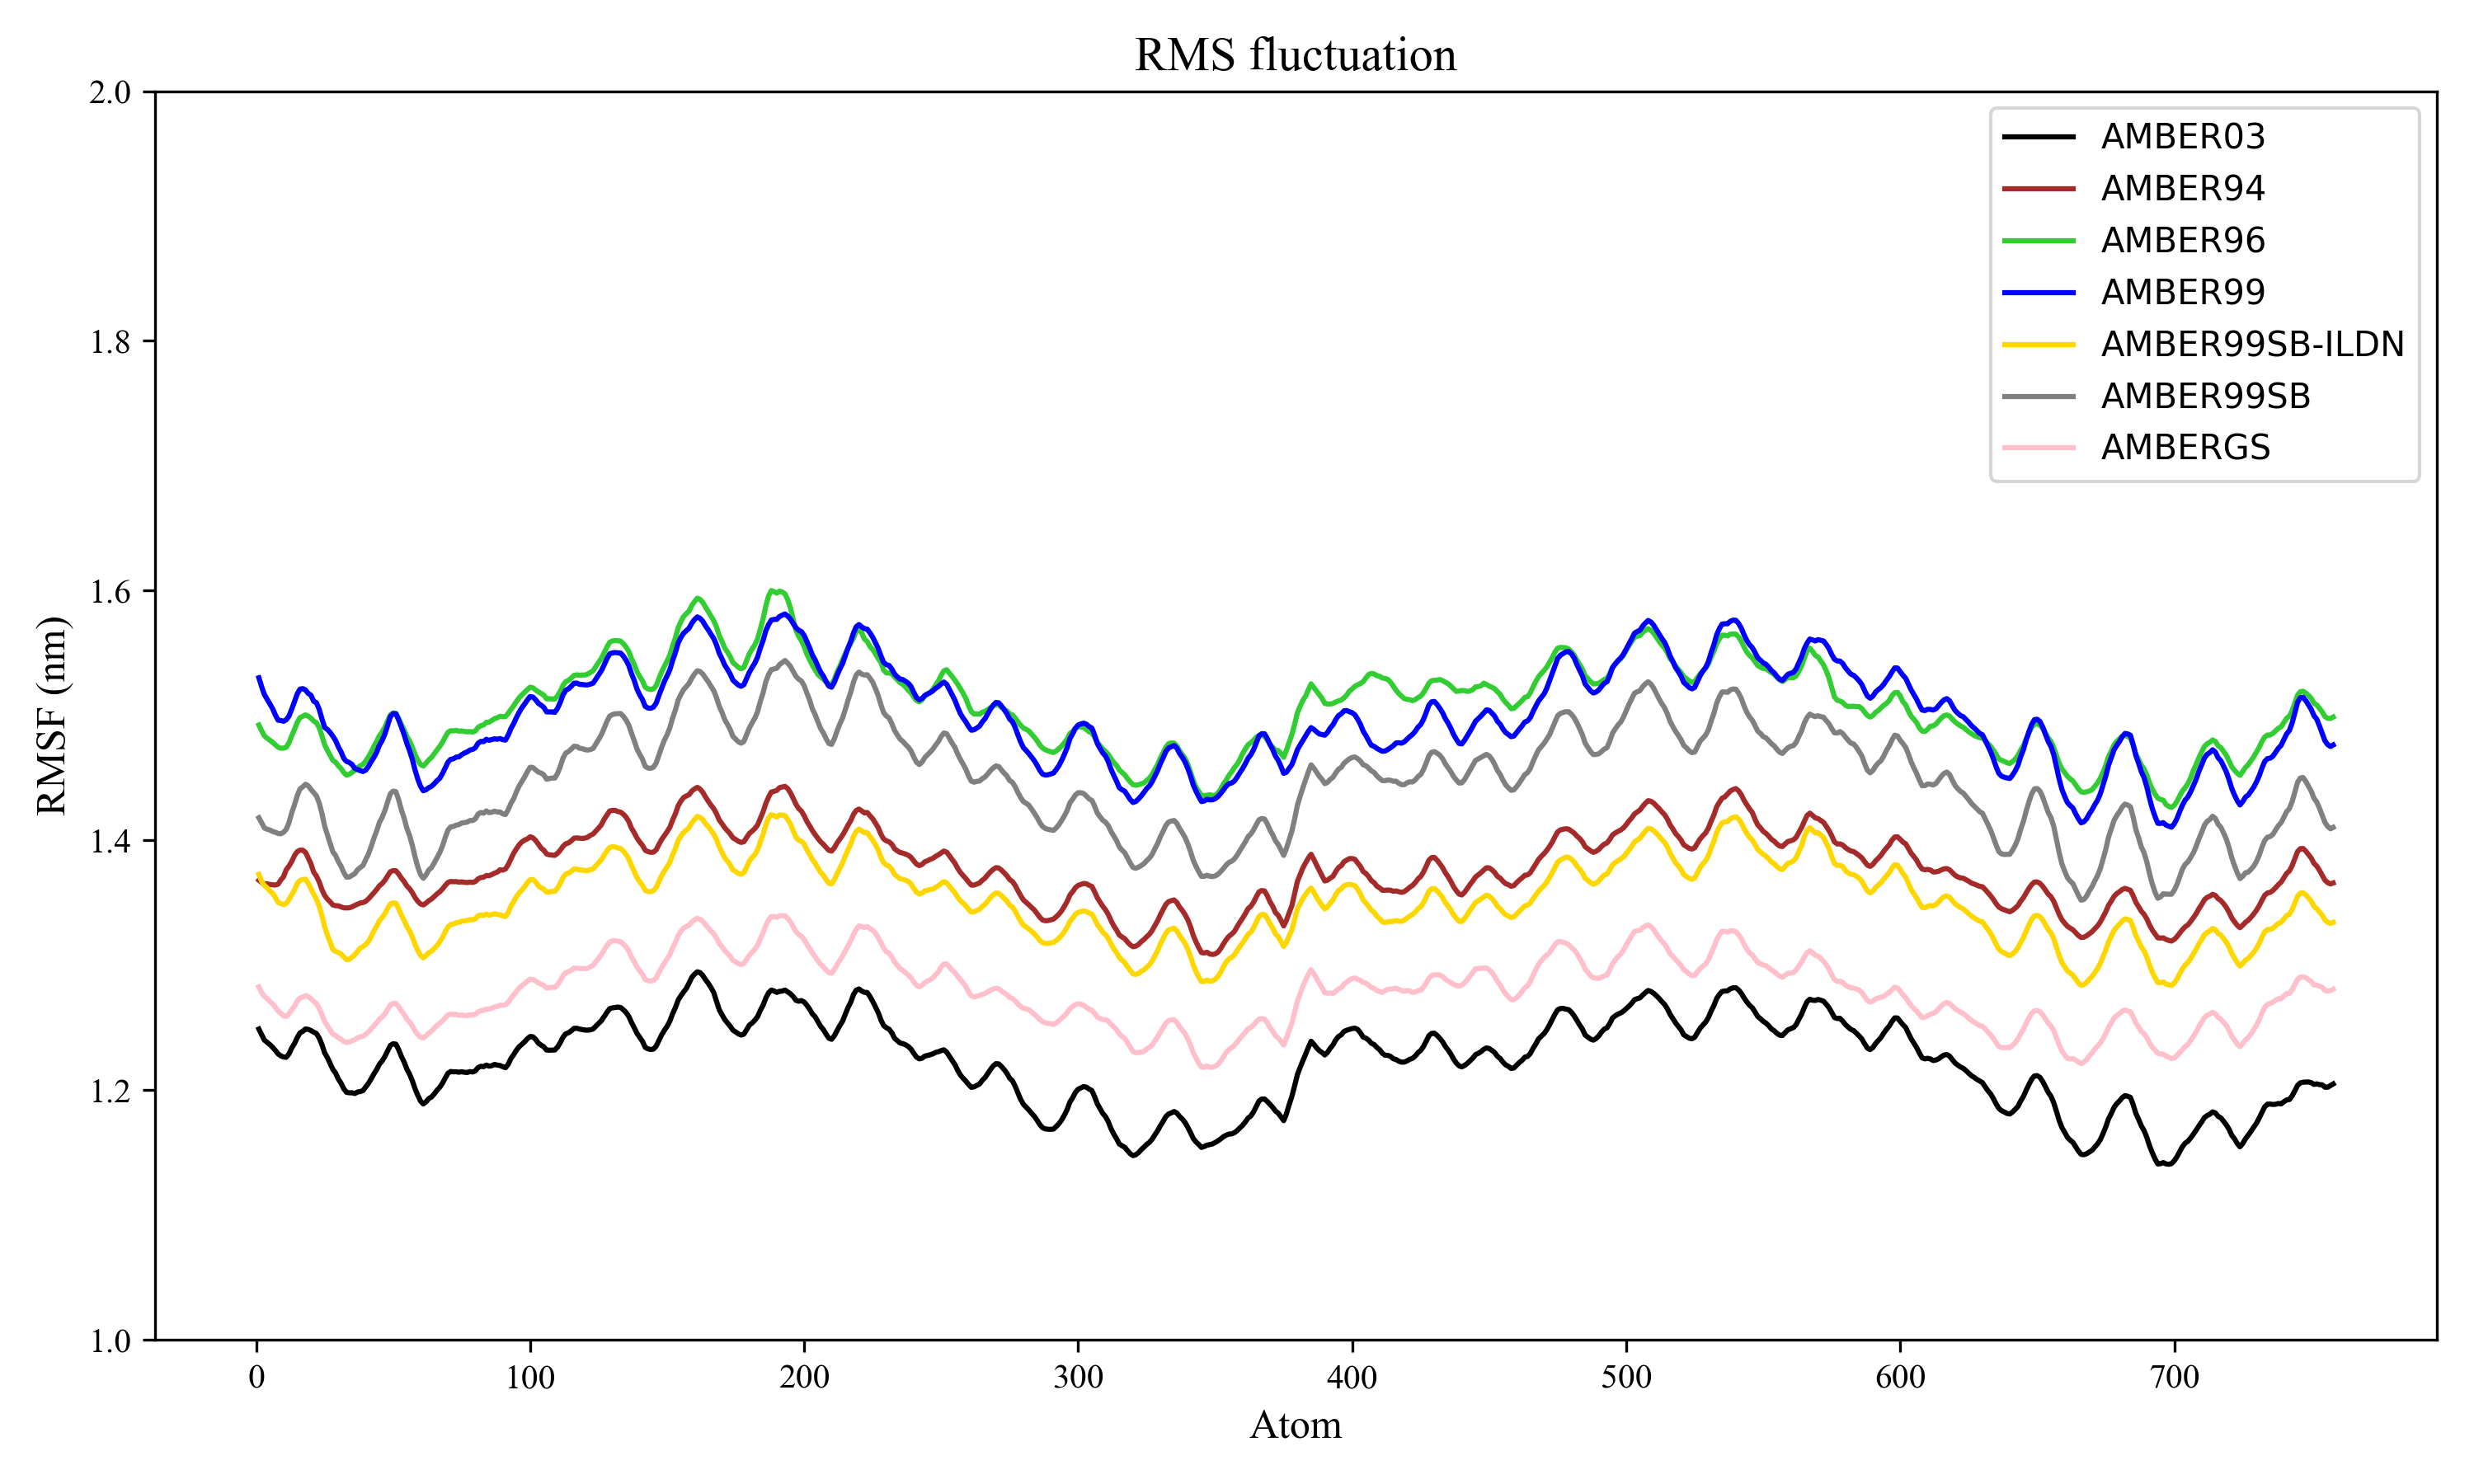 RMS fluctuation
2.0
1.8
1.6
1.4
1.2
1.0
RMSF (nm)
AMBER03
AMBER94
AMBER96
AMBER99
AMBER99SB-ILDN
AMBER99SB
AMBERGS
0 100 200 300 400 500 600 700
Atom